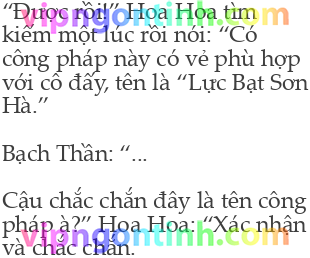 “Được rồi!” Hoa Hoa tìm
kiếm một lúc rồi nói: “Có
công pháp này có vẻ phù hợp
với cô đấy, tên là “Lực Bạt Sơn
Hà.”
Bạch Thần: “...
Cậu chắc chắn đây là tên công
pháp à?” Hoa Hoa: “Xác nhận
và chắc chắn.
vipngontinh.com
vipngontinh.com